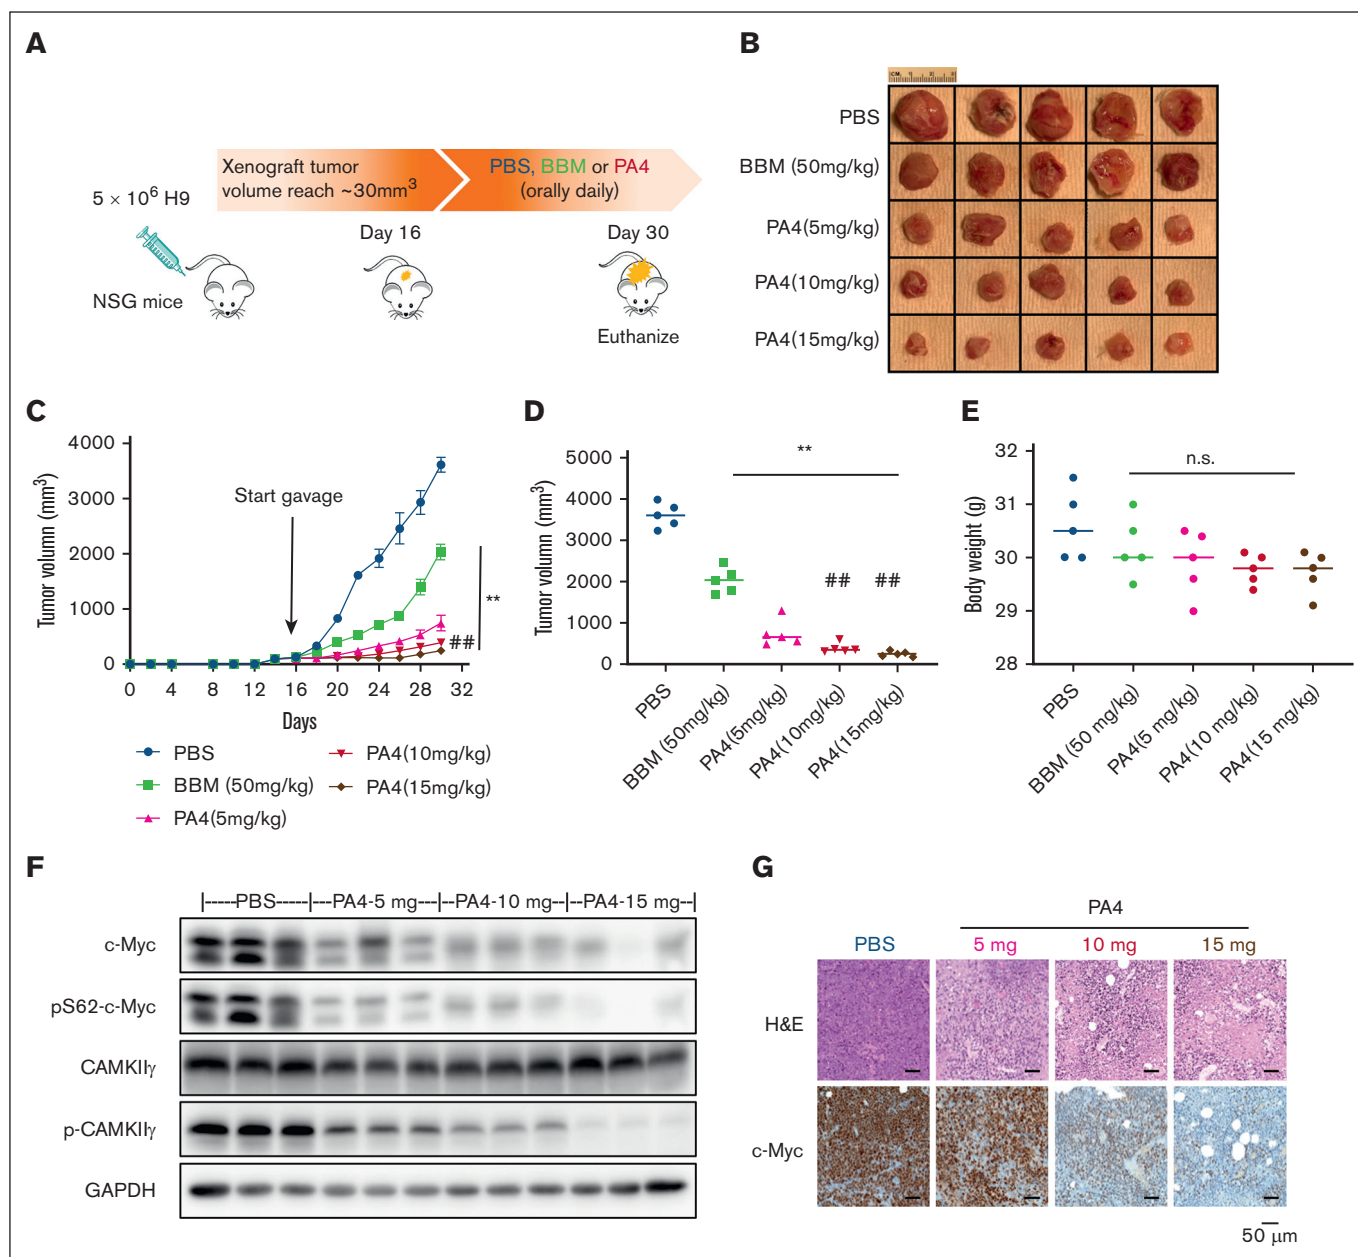 A
Xenograft tumor
volume reach ~30mm³
PBS, BBM or PA4
(orally daily)
5 × 10⁶ H9
NSG mice
Day 16
Day 30
Euthanize
B
CM
PBS
BBM (50mg/kg)
PA4(5mg/kg)
PA4(10mg/kg)
PA4(15mg/kg)
C
Tumor volumn (mm³)
4000
3000
2000
1000
0
Start gavage
**
##
0 4 8 12 16 20 24 28 32
Days
PBS
BBM (50mg/kg)
PA4(5mg/kg)
PA4(10mg/kg)
PA4(15mg/kg)
D
Tumor volumn (mm³)
5000
4000
3000
2000
1000
0
**
## ##
PBS
BBM (50mg/kg)
PA4(5mg/kg)
PA4(10mg/kg)
PA4(15mg/kg)
E
Body weight (g)
32
31
30
29
28
n.s.
PBS
BBM (50 mg/kg)
PA4(5 mg/kg)
PA4(10 mg/kg)
PA4(15 mg/kg)
F
|-----PBS-----|---PA4-5 mg---|--PA4-10 mg--|--PA4-15 mg--|
c-Myc
pS62-c-Myc
CAMKIIγ
p-CAMKIIγ
GAPDH
G
PA4
PBS 5 mg 10 mg 15 mg
H&E
c-Myc
50 μm